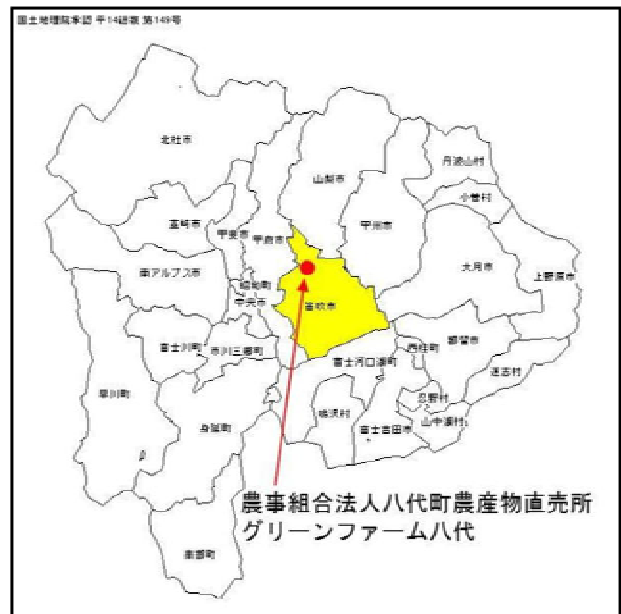 国土地理院承認 平14総複 第149号
北杜市
丹波山村
山梨市
小菅村
韮崎市
甲斐市
甲府市
甲州市
大月市
上野原市
南アルプス市
昭和町
中央市
笛吹市
富士川町
市川三郷町
富士河口湖町
西桂町
都留市
道志村
早川町
身延町
鳴沢村
忍野村
富士吉田市
山中湖村
農事組合法人八代町農産物直売所
グリーンファーム八代
南部町